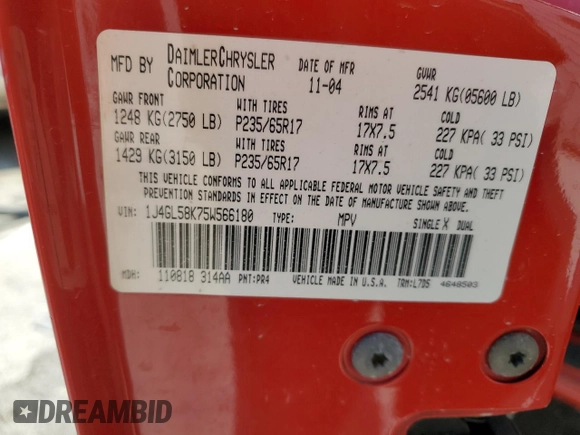 MFD BY DAIMLERCHRYSLER CORPORATION DATE OF MFR 11-04 GVWR 2541 KG(05600 LB)
GAWR FRONT WITH TIRES RIMS AT COLD
1248 KG(2750 LB) P235/65R17 17X7.5 227 KPA( 33 PSI)
GAWR REAR WITH TIRES RIMS AT COLD
1429 KG(3150 LB) P235/65R17 17X7.5 227 KPA( 33 PSI)
THIS VEHICLE CONFORMS TO ALL APPLICABLE FEDERAL MOTOR VEHICLE SAFETY AND THEFT
PREVENTION STANDARDS IN EFFECT ON THE DATE OF MANUFACTURE SHOWN ABOVE.
VIN: 1J4GL58K75W566180 TYPE: MPV SINGLE X DUAL
MDH: 110818 314AA PNT:PR4 VEHICLE MADE IN U.S.A. TRM:L7D5 4648503
DREAMBID